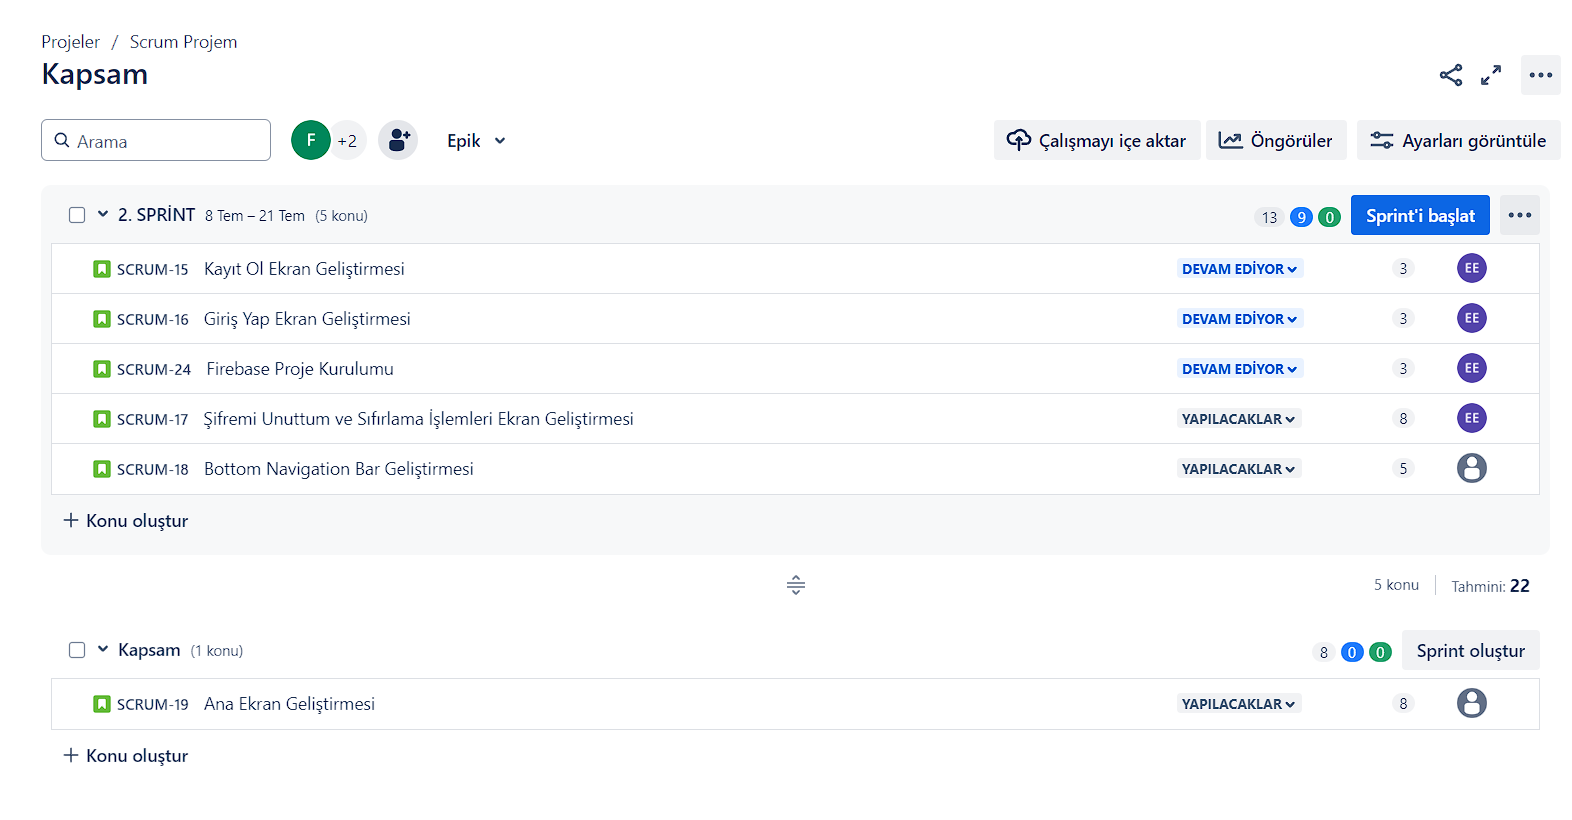 Projeler / Scrum Projem
Kapsam
Arama
F
+2
Epik
Çalışmayı içe aktar
Öngörüler
Ayarları görüntüle
2. SPRİNT 8 Tem – 21 Tem (5 konu)
13 9 0
Sprint'i başlat
SCRUM-15 Kayıt Ol Ekran Geliştirmesi DEVAM EDİYOR 3 EE
SCRUM-16 Giriş Yap Ekran Geliştirmesi DEVAM EDİYOR 3 EE
SCRUM-24 Firebase Proje Kurulumu DEVAM EDİYOR 3 EE
SCRUM-17 Şifremi Unuttum ve Sıfırlama İşlemleri Ekran Geliştirmesi YAPILACAKLAR 8 EE
SCRUM-18 Bottom Navigation Bar Geliştirmesi YAPILACAKLAR 5
+ Konu oluştur
5 konu Tahmini: 22
Kapsam (1 konu)
8 0 0
Sprint oluştur
SCRUM-19 Ana Ekran Geliştirmesi YAPILACAKLAR 8
+ Konu oluştur